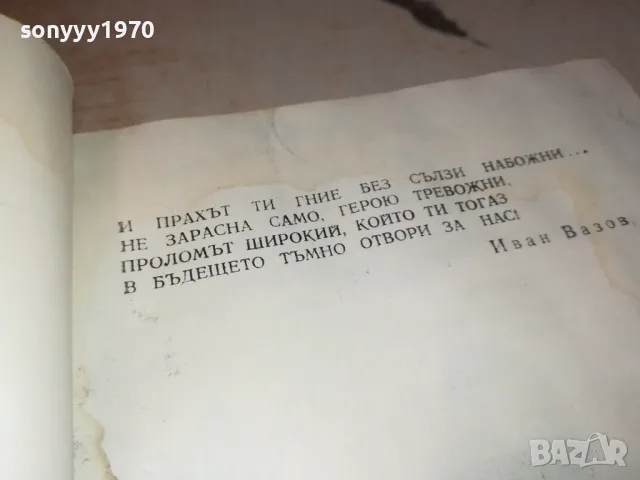 sonyyy1970
И ПРАХЪТ ТИ ГНИЕ БЕЗ СЪЛЗИ НАБОЖНИ...
НЕ ЗАРАСНА САМО, ГЕРОЮ ТРЕВОЖНИ,
ПРОЛОМЪТ ШИРОКИЙ, КОЙТО ТИ ТОГАЗ
В БЪДЕЩЕТО ТЪМНО ОТВОРИ ЗА НАС!
Иван Вазов,
BAZAR